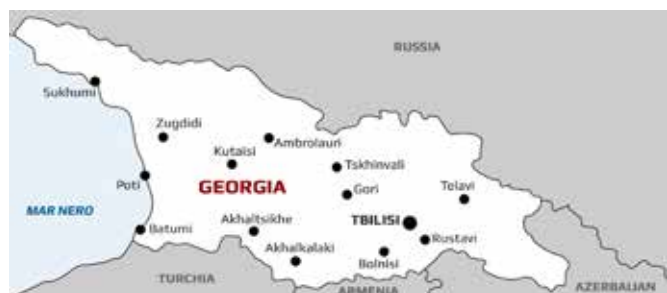 RUSSIA
Sukhumi
Zugdidi
Ambrolauri
Kutaisi
Tskhinvali
Poti
GEORGIA
Gori
Telavi
MAR NERO
TBILISI
Batumi
Akhaltsikhe
Rustavi
Akhalkalaki
Bolnisi
TURCHIA
ARMENIA
AZERBAIJAN